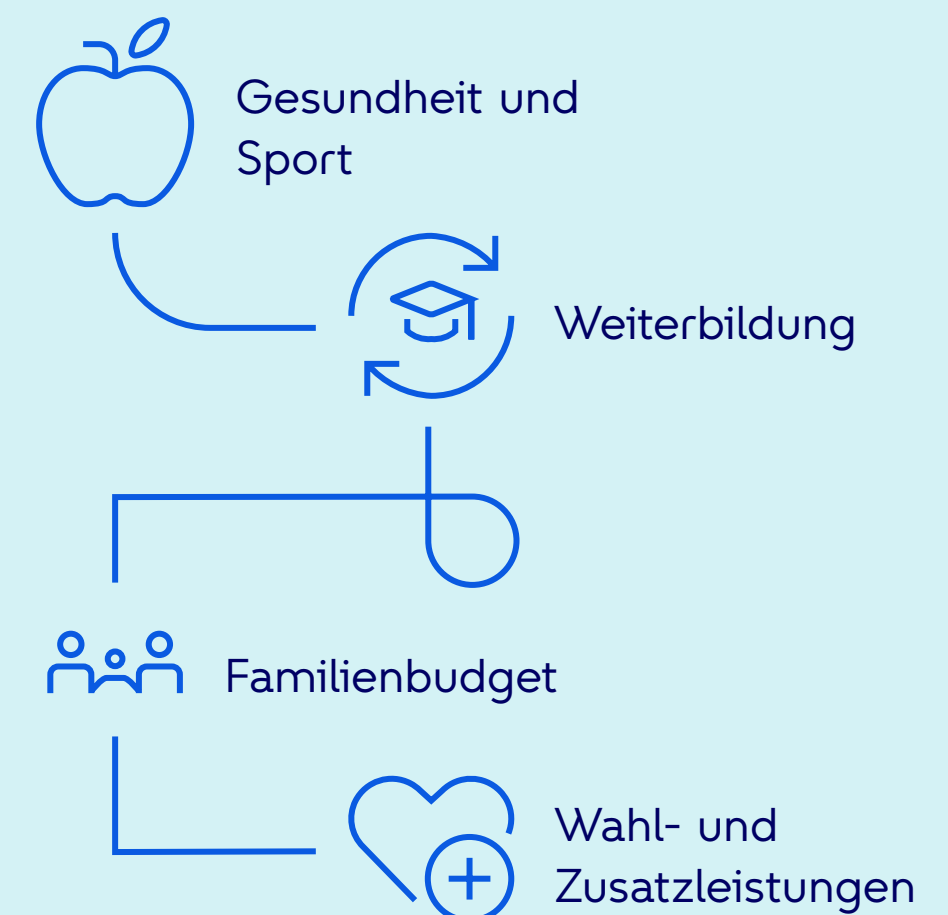 Gesundheit und
Sport
Weiterbildung
Familienbudget
Wahl- und
Zusatzleistungen